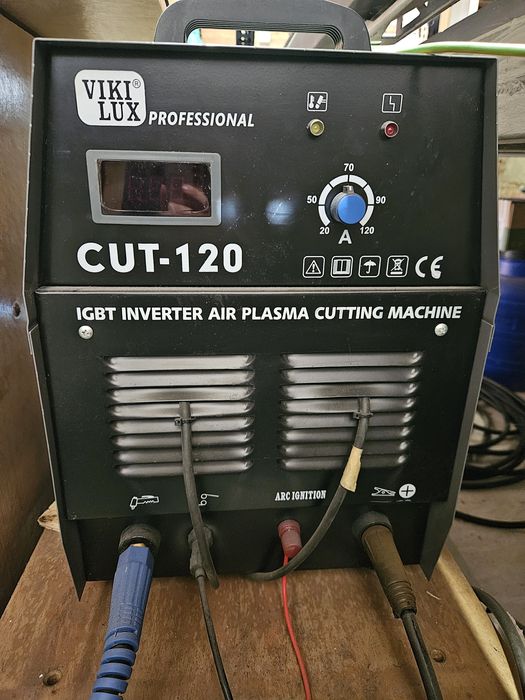 VIKI®
LUX
PROFESSIONAL
70
50
90
20
120
A
CUT-120
CE
IGBT INVERTER AIR PLASMA CUTTING MACHINE
ARC IGNITION